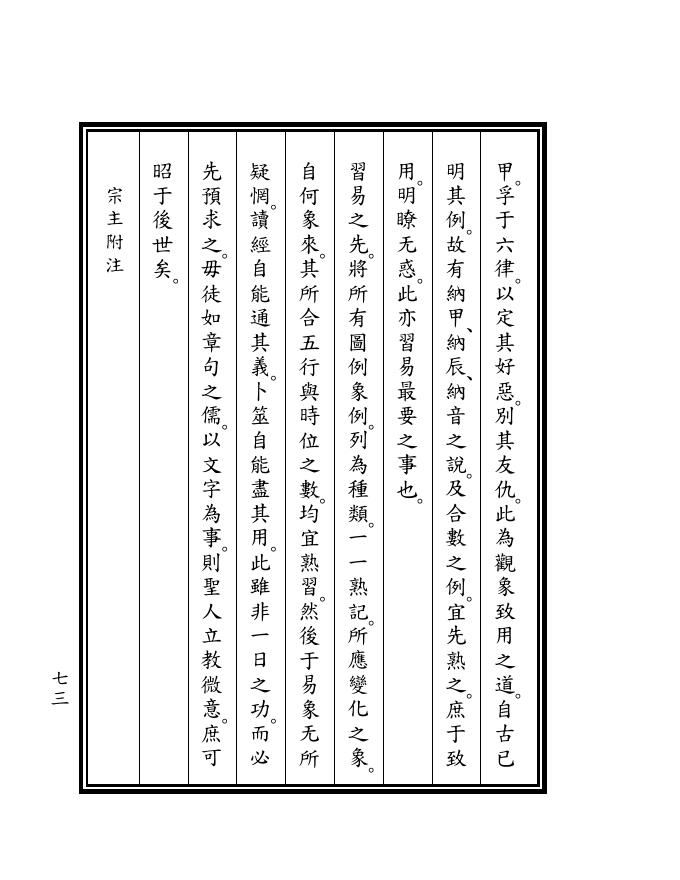 甲。孚于六律。以定其好惡。別其友仇。此為觀象致用之道。自古已
明其例。故有納甲、納辰、納音之說。及合數之例。宜先熟之。庶于致
用。明瞭无惑。此亦習易最要之事也。
習易之先。將所有圖例象例。列為種類。一一熟記。所應變化之象。
自何象來。其所合五行與時位之數。均宜熟習。然後于易象无所
疑惘。讀經自能通其義。卜筮自能盡其用。此雖非一日之功。而必
先預求之。毋徒如章句之儒。以文字為事。則聖人立教微意。庶可
昭于後世矣。
宗主附注
七三